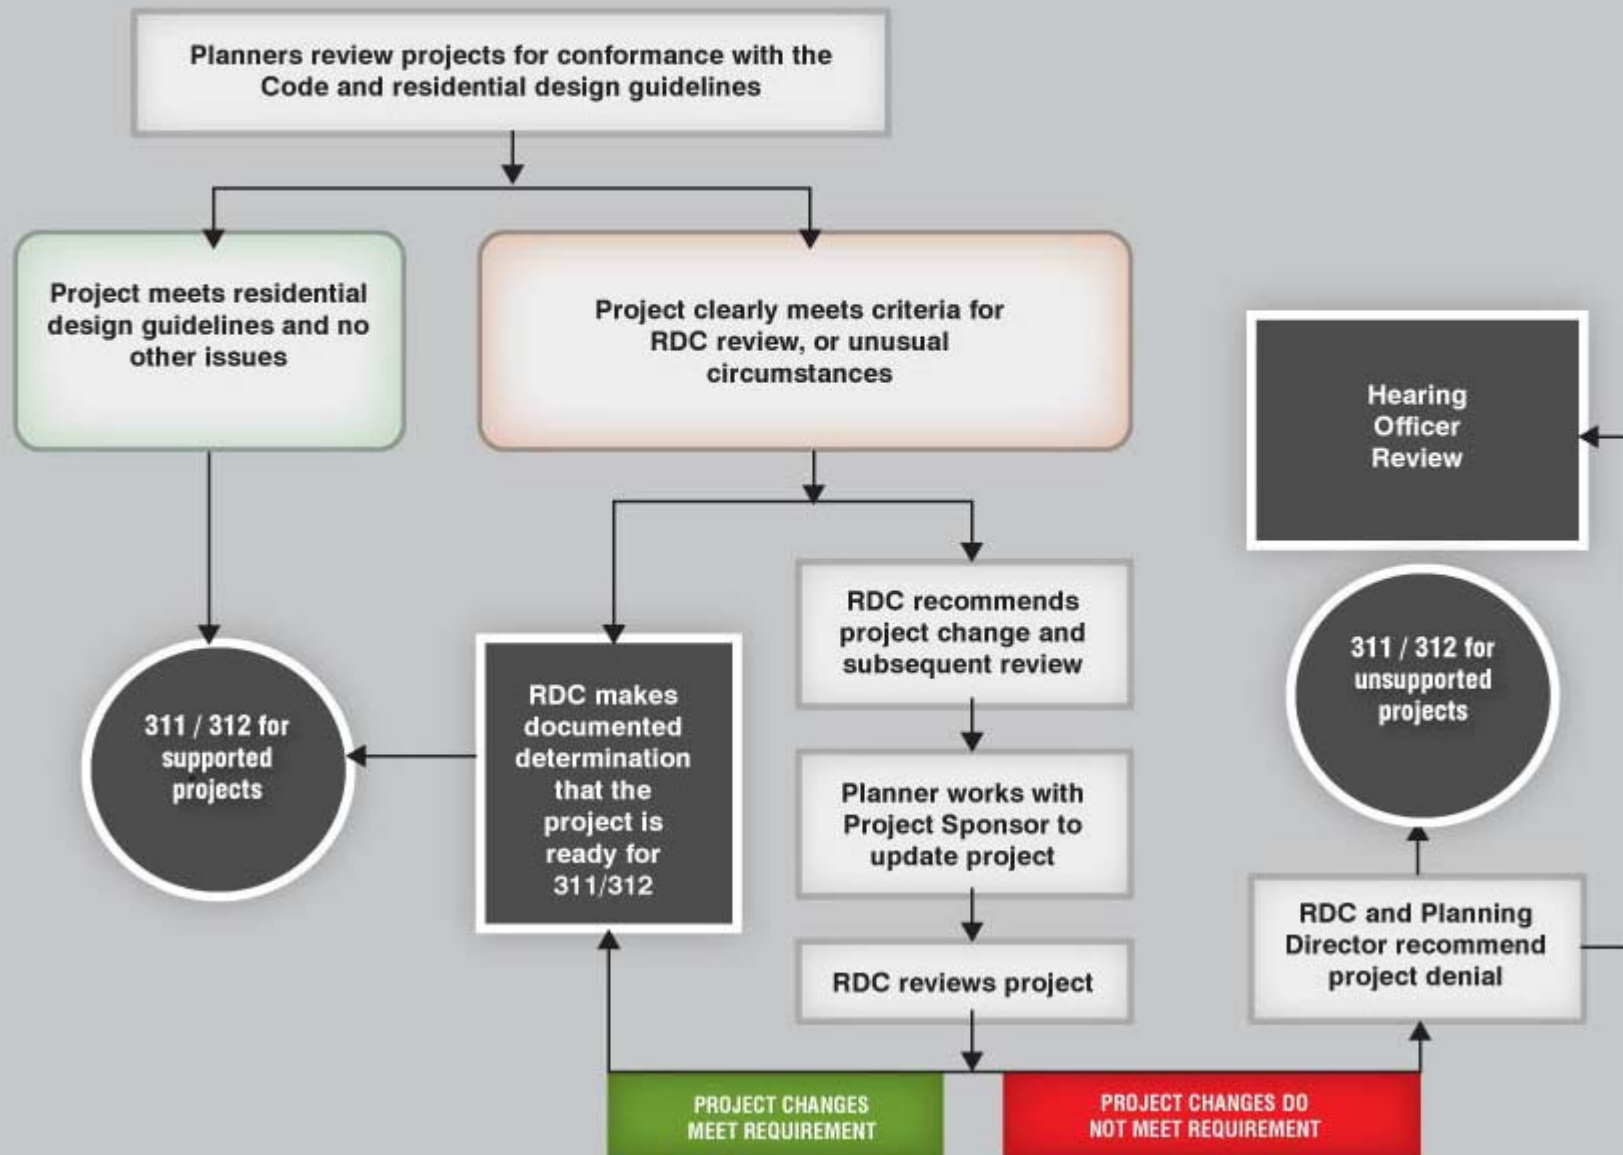 Planners review projects for conformance with the
Code and residential design guidelines
Project meets residential
design guidelines and no
other issues
Project clearly meets criteria for
RDC review, or unusual
circumstances
Hearing
Officer
Review
RDC recommends
project change and
subsequent review
311 / 312 for
unsupported
projects
311 / 312 for
supported
projects
RDC makes
documented
determination
that the
project is
ready for
311/312
Planner works with
Project Sponsor to
update project
RDC and Planning
Director recommend
project denial
RDC reviews project
PROJECT CHANGES
MEET REQUIREMENT
PROJECT CHANGES DO
NOT MEET REQUIREMENT